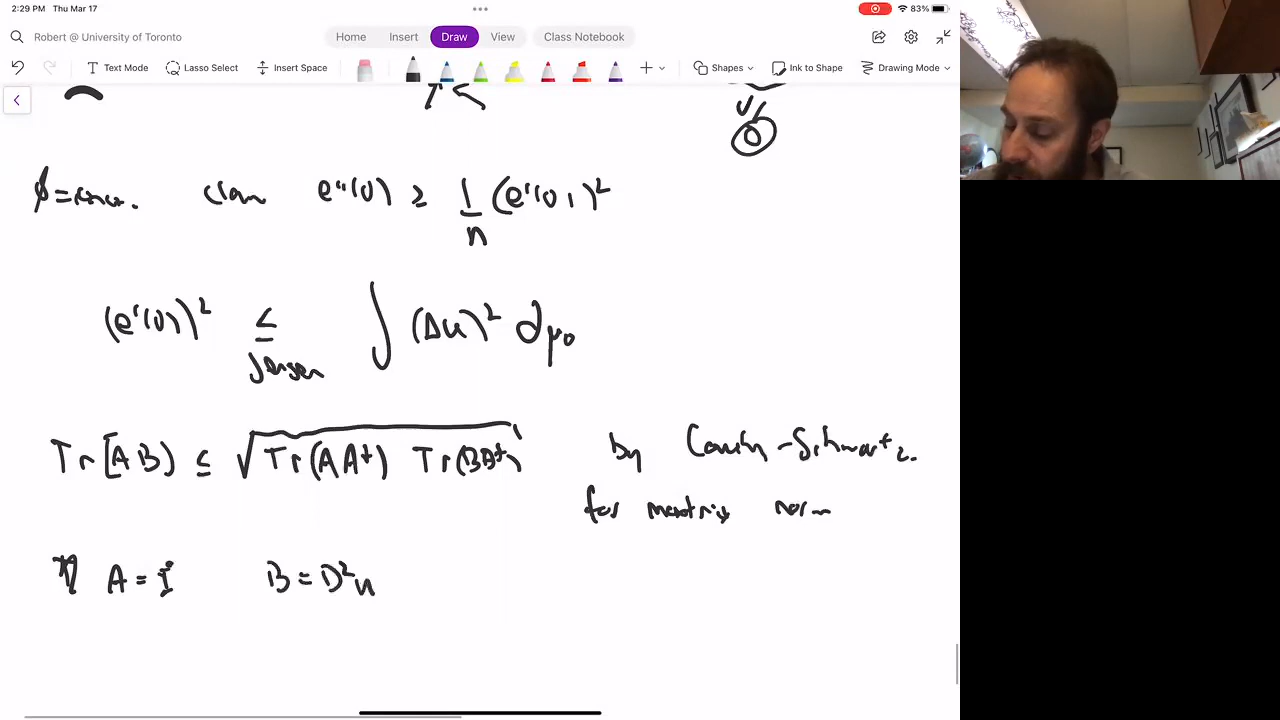 2:29 PM Thu Mar 17
83%
Robert @ University of Toronto
Home Insert Draw View Class Notebook
Text Mode Lasso Select Insert Space Shapes Ink to Shape Drawing Mode
0
ϕ = claim e''(0) ≥ 1/n (e'(0))²
(e'(0))² ≤ ∫ (Δu)² dμ₀
Jensen
Tr[AB] ≤ √Tr(AA⁺) Tr(BB⁺) by Cauchy-Schwartz.
for matrix norm
A = I B = D²u